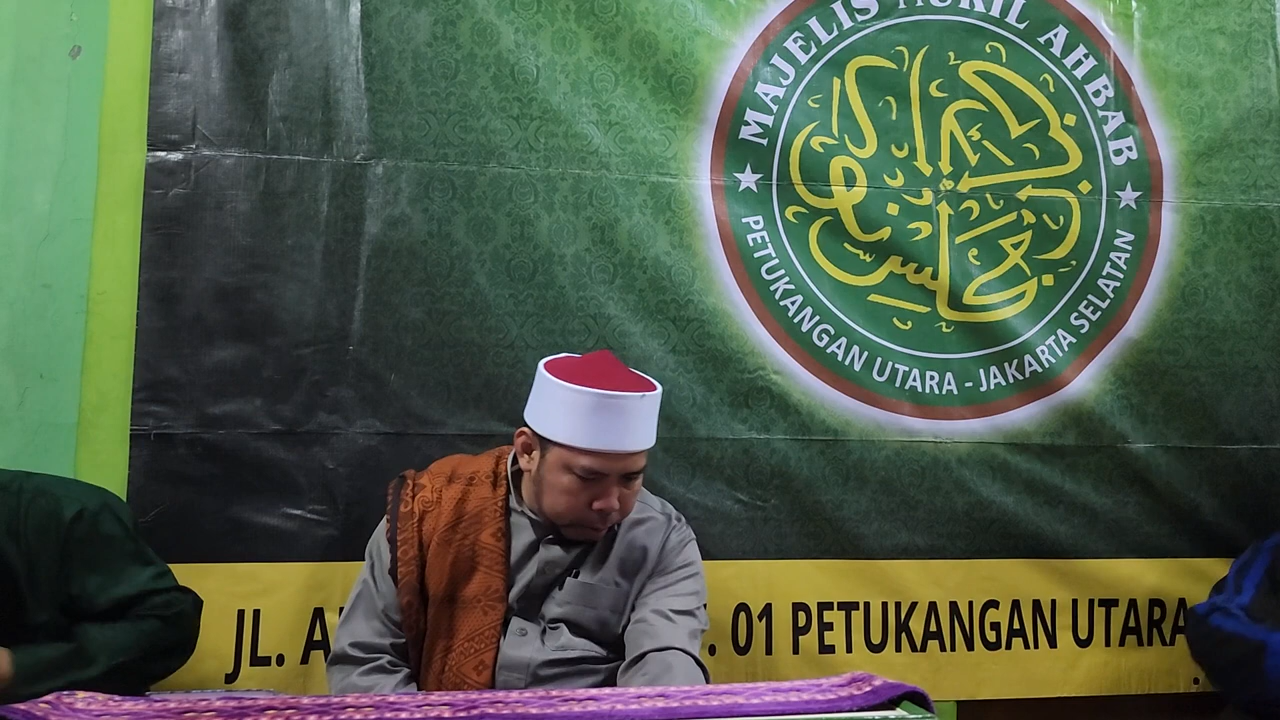 MAJELIS NURIL AHBAB
PETUKANGAN UTARA - JAKARTA SELATAN
JL. A
. 01 PETUKANGAN UTARA